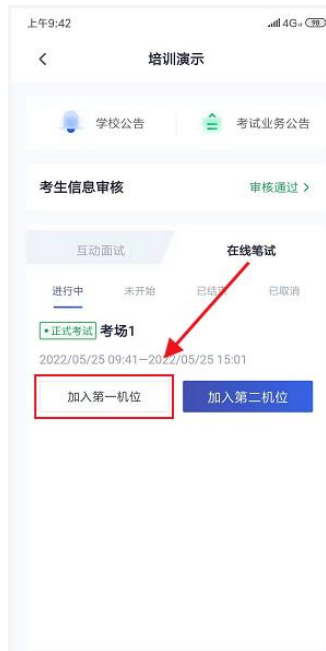 上午9:42 4G 98
培训演示
学校公告 考试业务公告
考生信息审核 审核通过 >
互动面试 在线笔试
进行中 未开始 已结束 已取消
•正式考试 考场1
2022/05/25 09:41—2022/05/25 15:01
加入第一机位 加入第二机位